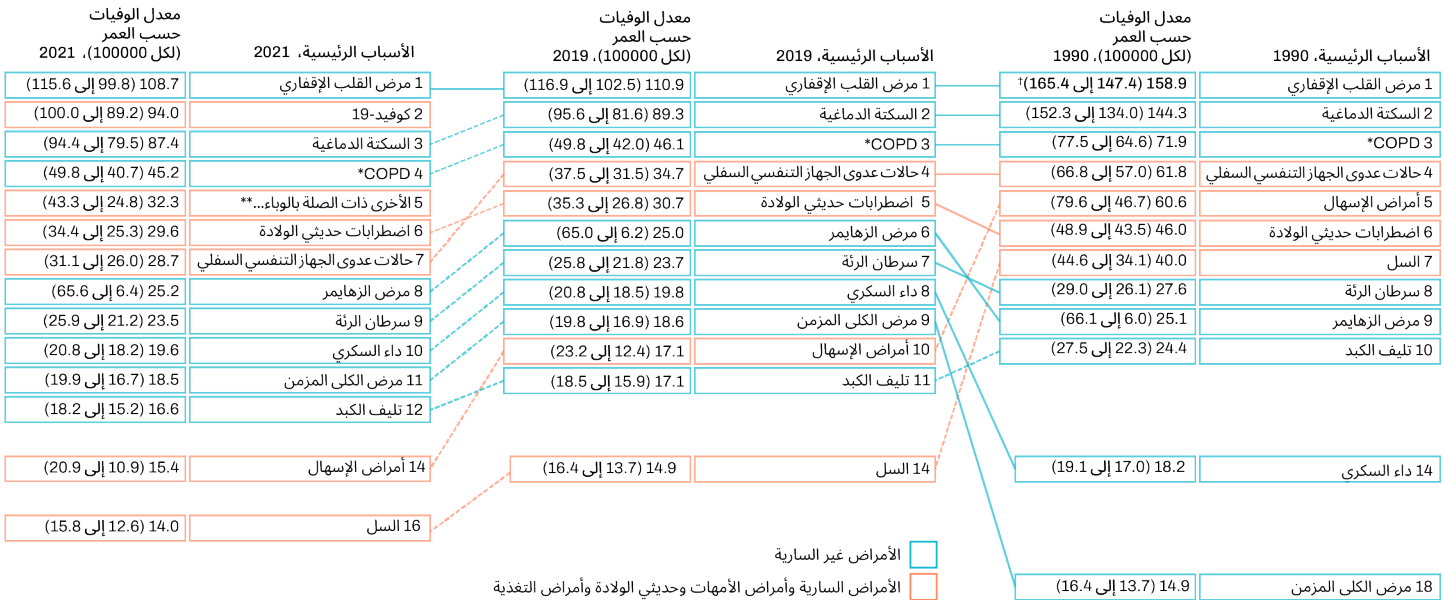 الأسباب الرئيسية، 1990
معدل الوفيات
حسب العمر
(لكل 100000)، 1990
1 مرض القلب الإقفاري
158.9 (147.4 إلى 165.4)†
2 السكتة الدماغية
144.3 (134.0 إلى 152.3)
3 COPD*
71.9 (64.6 إلى 77.5)
4 حالات عدوى الجهاز التنفسي السفلي
61.8 (57.0 إلى 66.8)
5 أمراض الإسهال
60.6 (46.7 إلى 79.6)
6 اضطرابات حديثي الولادة
46.0 (43.5 إلى 48.9)
7 السل
40.0 (34.1 إلى 44.6)
8 سرطان الرئة
27.6 (26.1 إلى 29.0)
9 مرض الزهايمر
25.1 (6.0 إلى 66.1)
10 تليف الكبد
24.4 (22.3 إلى 27.5)
14 داء السكري
18.2 (17.0 إلى 19.1)
18 مرض الكلى المزمن
14.9 (13.7 إلى 16.4)
الأسباب الرئيسية، 2019
معدل الوفيات
حسب العمر
(لكل 100000)، 2019
1 مرض القلب الإقفاري
110.9 (102.5 إلى 116.9)
2 السكتة الدماغية
89.3 (81.6 إلى 95.6)
3 COPD*
46.1 (42.0 إلى 49.8)
4 حالات عدوى الجهاز التنفسي السفلي
34.7 (31.5 إلى 37.5)
5 اضطرابات حديثي الولادة
30.7 (26.8 إلى 35.3)
6 مرض الزهايمر
25.0 (6.2 إلى 65.0)
7 سرطان الرئة
23.7 (21.8 إلى 25.8)
8 داء السكري
19.8 (18.5 إلى 20.8)
9 مرض الكلى المزمن
18.6 (16.9 إلى 19.8)
10 أمراض الإسهال
17.1 (12.4 إلى 23.2)
11 تليف الكبد
17.1 (15.9 إلى 18.5)
14 السل
14.9 (13.7 إلى 16.4)
الأسباب الرئيسية، 2021
معدل الوفيات
حسب العمر
(لكل 100000)، 2021
1 مرض القلب الإقفاري
108.7 (99.8 إلى 115.6)
2 كوفيد-19
94.0 (89.2 إلى 100.0)
3 السكتة الدماغية
87.4 (79.5 إلى 94.4)
4 COPD*
45.2 (40.7 إلى 49.8)
5 الأخرى ذات الصلة بالوباء...**
32.3 (24.8 إلى 43.3)
6 اضطرابات حديثي الولادة
29.6 (25.3 إلى 34.4)
7 حالات عدوى الجهاز التنفسي السفلي
28.7 (26.0 إلى 31.1)
8 مرض الزهايمر
25.2 (6.4 إلى 65.6)
9 سرطان الرئة
23.5 (21.2 إلى 25.9)
10 داء السكري
19.6 (18.2 إلى 20.8)
11 مرض الكلى المزمن
18.5 (16.7 إلى 19.9)
12 تليف الكبد
16.6 (15.2 إلى 18.2)
14 أمراض الإسهال
15.4 (10.9 إلى 20.9)
16 السل
14.0 (12.6 إلى 15.8)
الأمراض غير السارية
الأمراض السارية وأمراض الأمهات وحديثي الولادة وأمراض التغذية